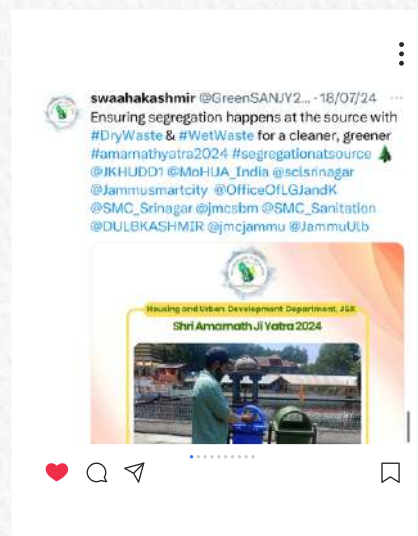 swaahakashmir @GreenSANJY2... · 18/07/24 ...
Ensuring segregation happens at the source with
#DryWaste & #WetWaste for a cleaner, greener
#amarnathyatra2024 #segregationatsource 🌲
@JKHUDD1 @MoHUA_India @sclsrinagar
@Jammusmartcity @OfficeOfLGJandK
@SMC_Srinagar @jmcsbm @SMC_Sanitation
@DULBKASHMIR @jmcjammu @JammuUlb
Housing and Urban Development Department, J&K
Shri Amarnath Ji Yatra 2024